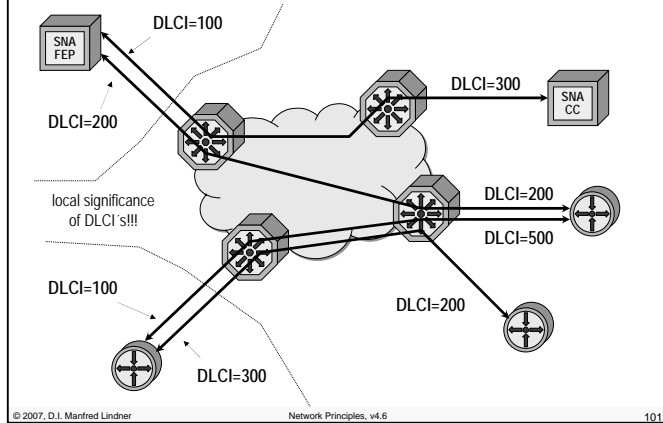 DLCI=100
SNA
FEP
DLCI=200
DLCI=300
SNA
CC
local significance
of DLCI´s!!!
DLCI=200
DLCI=500
DLCI=100
DLCI=200
DLCI=300
© 2007, D.I. Manfred Lindner
Network Principles, v4.6
101